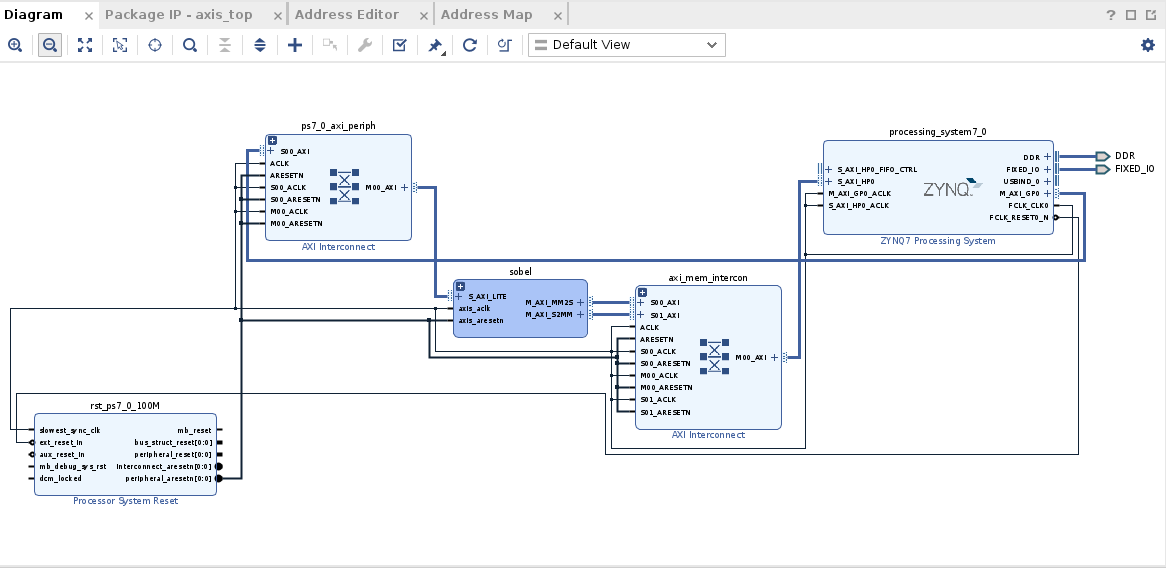 Diagram
Package IP - axis_top
Address Editor
Address Map
Default View
ps7_0_axi_periph
S00_AXI
ACLK
ARESETN
S00_ACLK
S00_ARESETN
M00_ACLK
M00_ARESETN
M00_AXI
AXI Interconnect
processing_system7_0
S_AXI_HP0_FIFO_CTRL
S_AXI_HP0
M_AXI_GP0_ACLK
S_AXI_HP0_ACLK
ZYNQ
DDR
FIXED_IO
USBIND_0
M_AXI_GP0
FCLK_CLK0
FCLK_RESET0_N
ZYNQ7 Processing System
DDR
FIXED_IO
sobel
S_AXI_LITE
axis_aclk
axis_aresetn
M_AXI_MM2S
M_AXI_S2MM
axi_mem_intercon
S00_AXI
S01_AXI
ACLK
ARESETN
S00_ACLK
S00_ARESETN
M00_ACLK
M00_ARESETN
S01_ACLK
S01_ARESETN
M00_AXI
AXI Interconnect
rst_ps7_0_100M
slowest_sync_clk
ext_reset_in
aux_reset_in
mb_debug_sys_rst
dcm_locked
mb_reset
bus_struct_reset[0:0]
peripheral_reset[0:0]
interconnect_aresetn[0:0]
peripheral_aresetn[0:0]
Processor System Reset